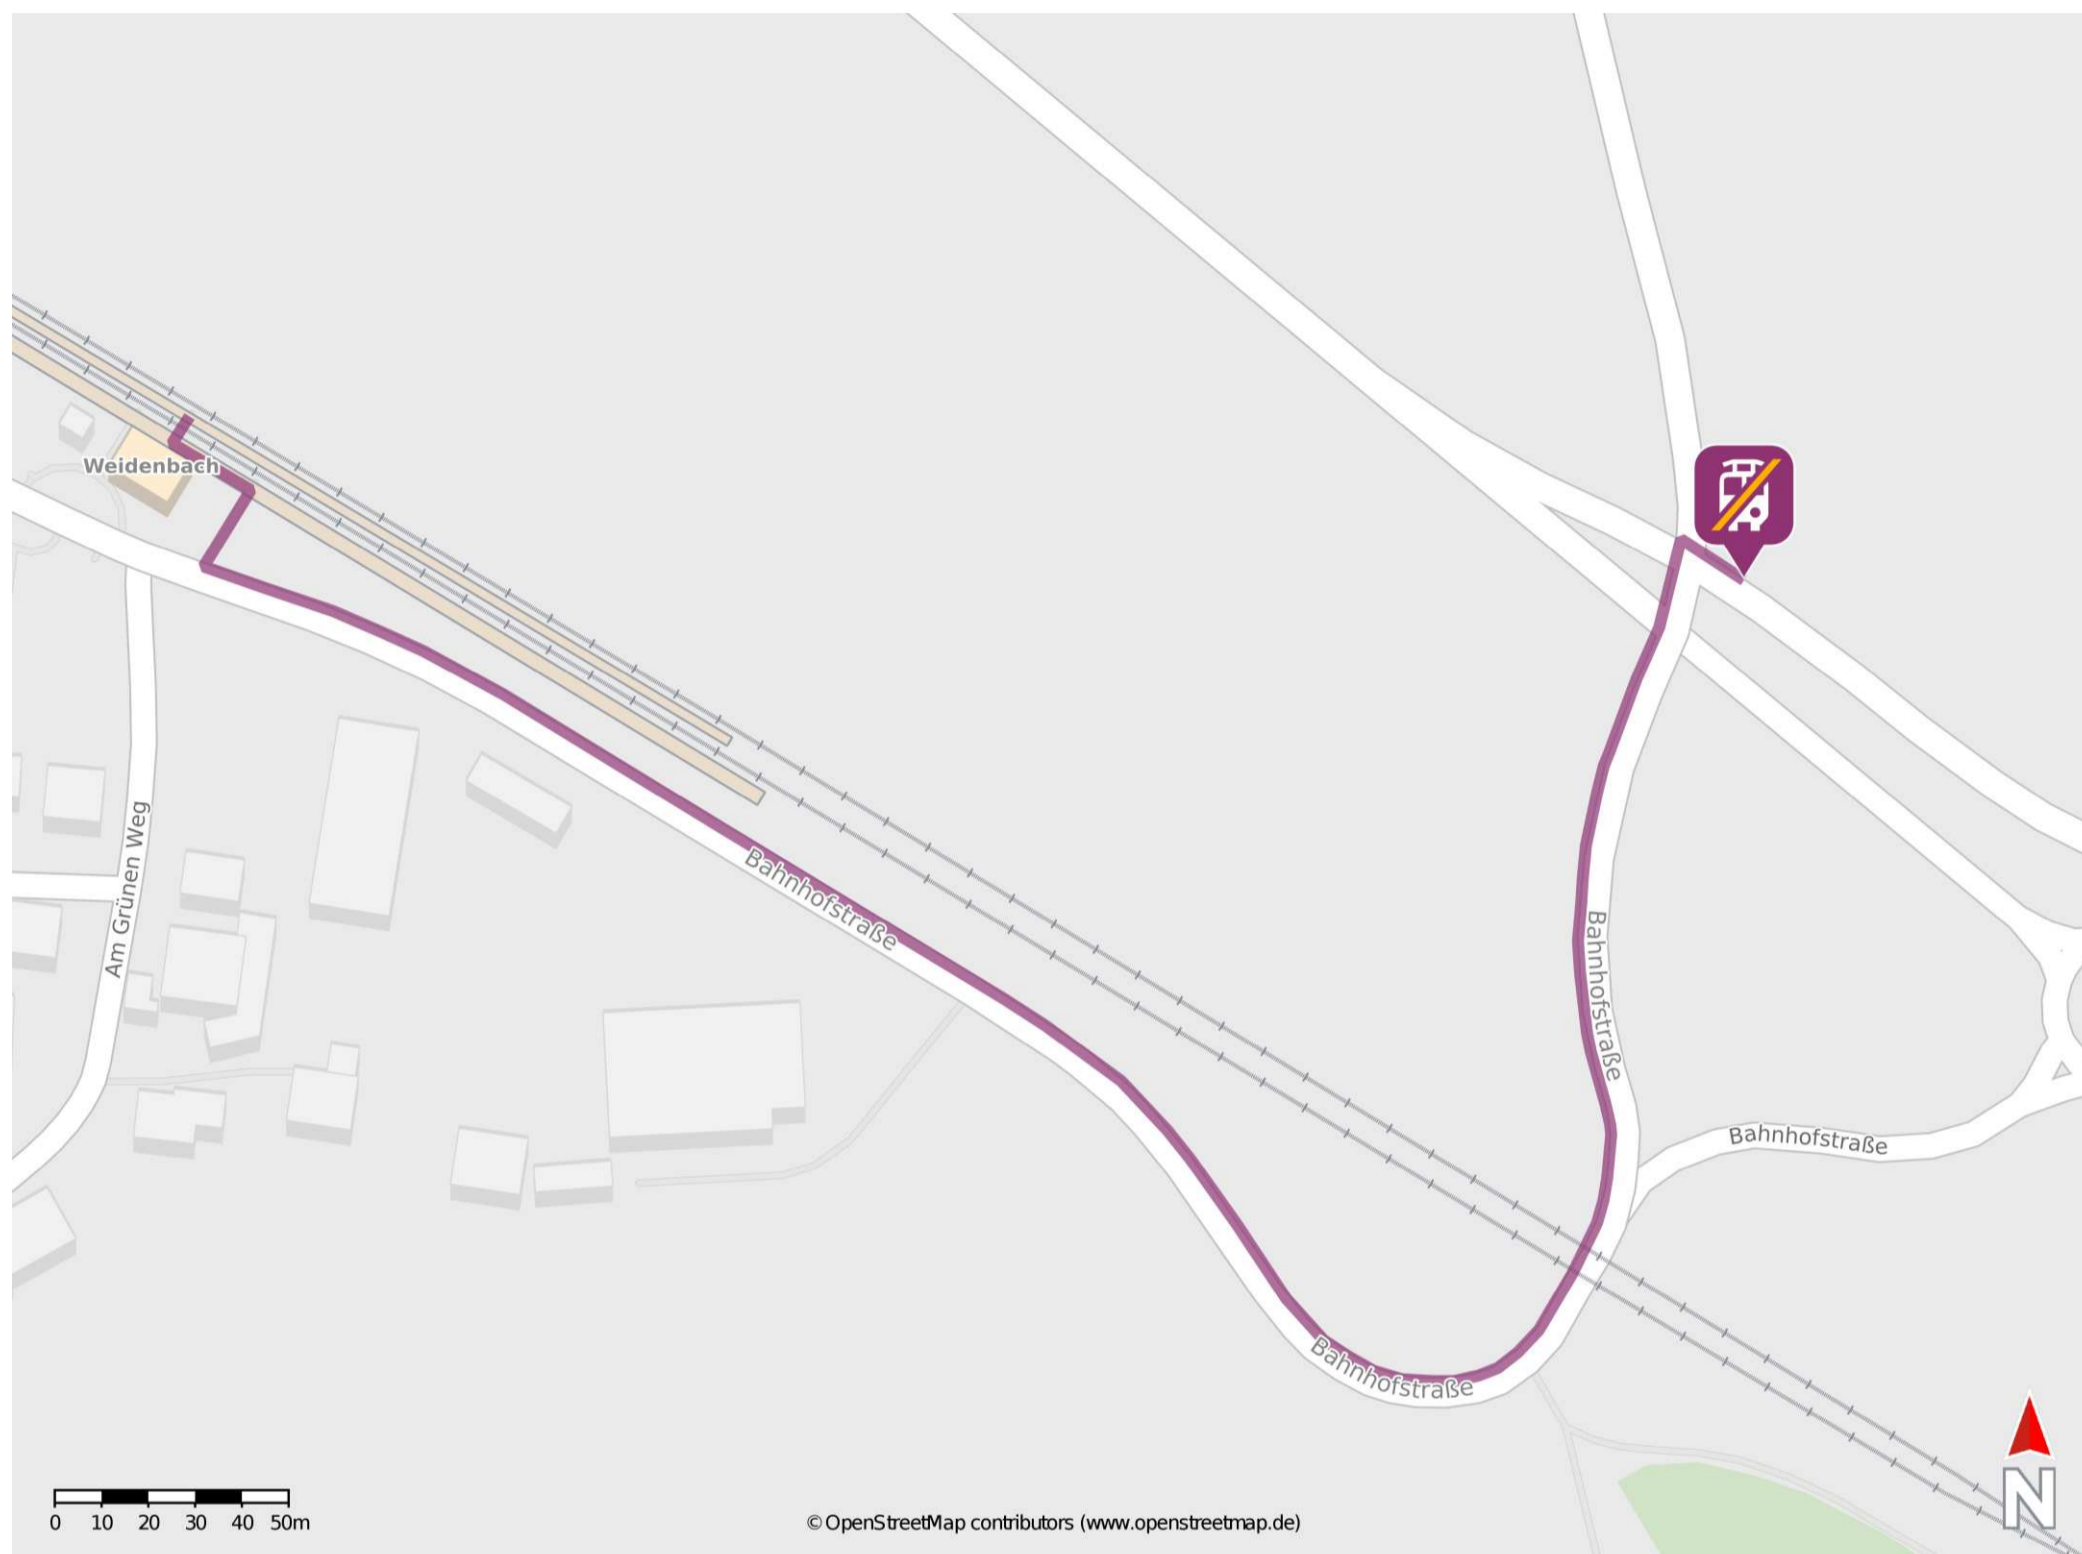 Weidenbach
Am Grünen Weg
Bahnhofstraße
Bahnhofstraße
Bahnhofstraße
Bahnhofstraße
N
0 10 20 30 40 50m
© OpenStreetMap contributors (www.openstreetmap.de)